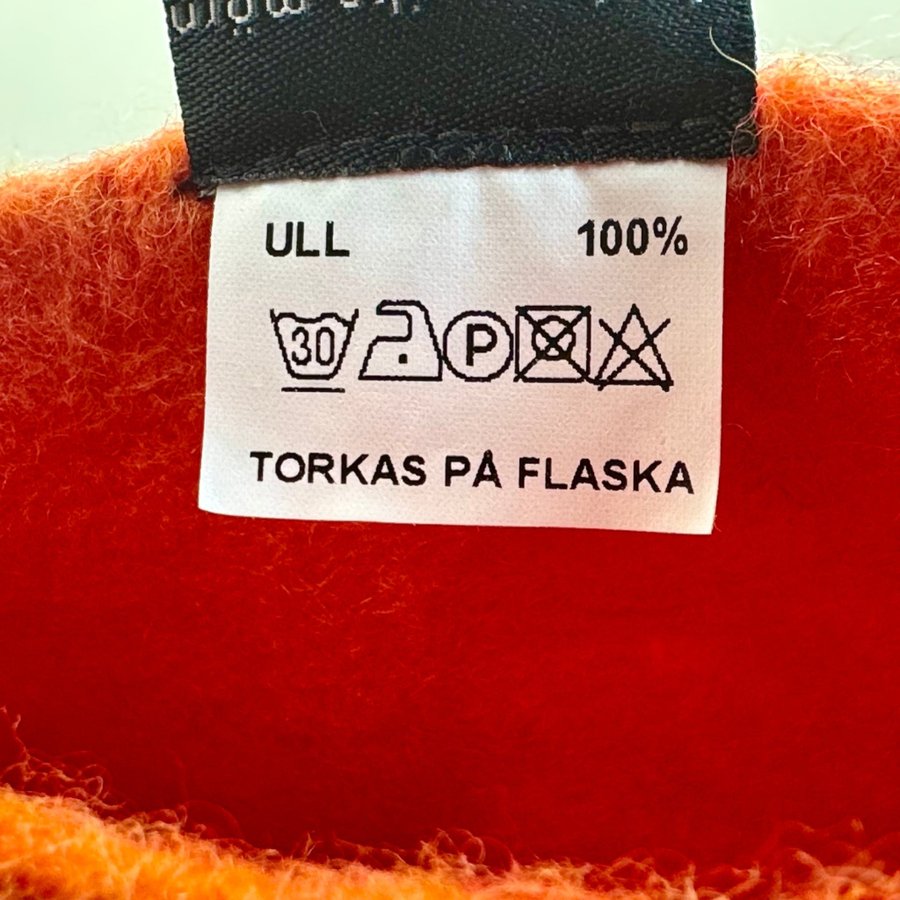 ULL 100%
30 P
TORKAS PÅ FLASKA